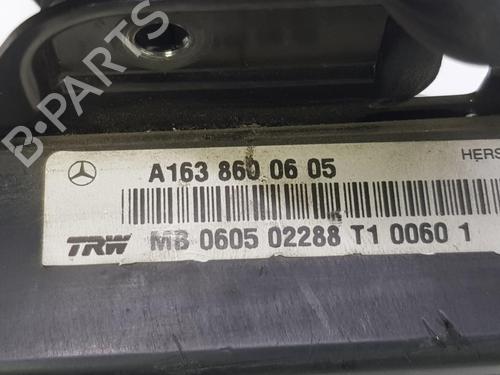 B-PARTS
A163 860 06 05
HERS
TRW MB 0605 02288 T1 0060 1